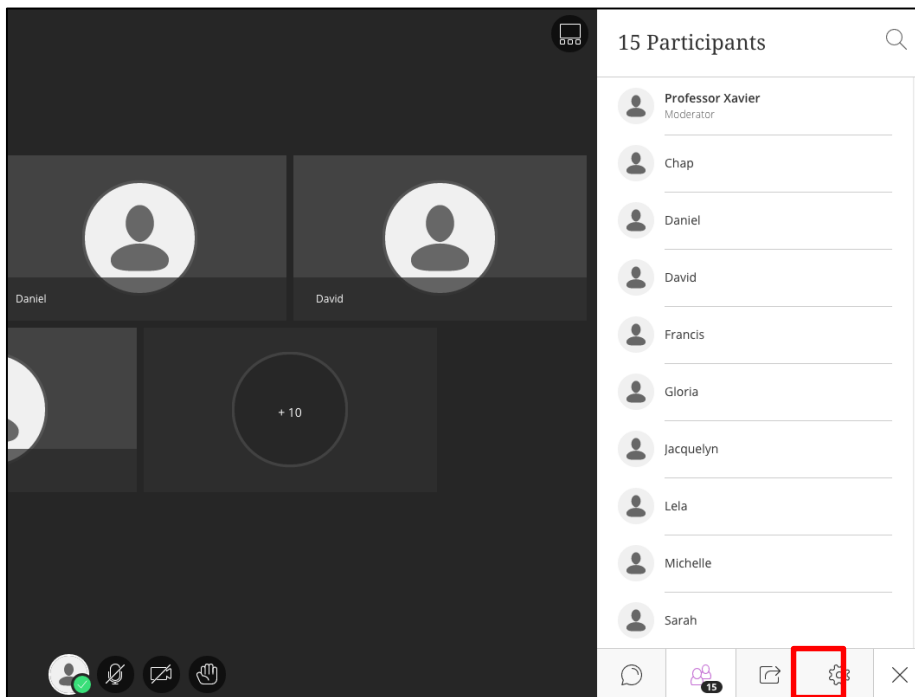 15 Participants
Professor Xavier
Moderator
Chap
Daniel
David
Francis
Gloria
Jacquelyn
Lela
Michelle
Sarah
Daniel
David
+ 10
15